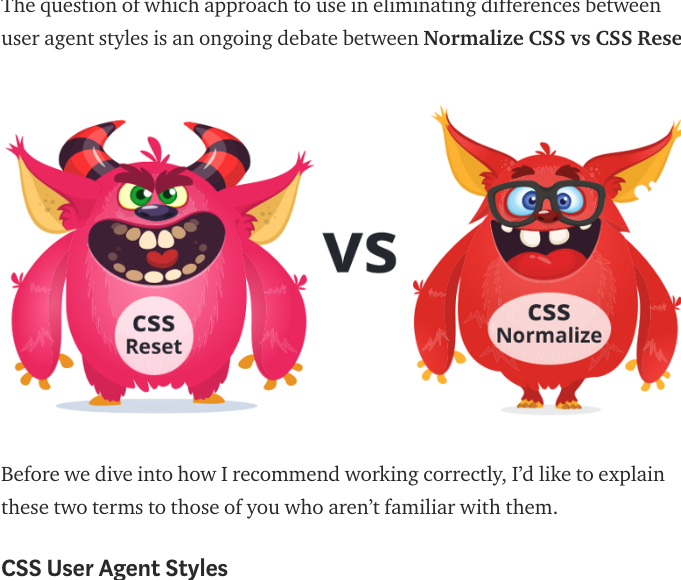 The question of which approach to use in eliminating differences between
user agent styles is an ongoing debate between Normalize CSS vs CSS Rese
CSS
Reset
VS
CSS
Normalize
Before we dive into how I recommend working correctly, I’d like to explain
these two terms to those of you who aren’t familiar with them.
CSS User Agent Styles